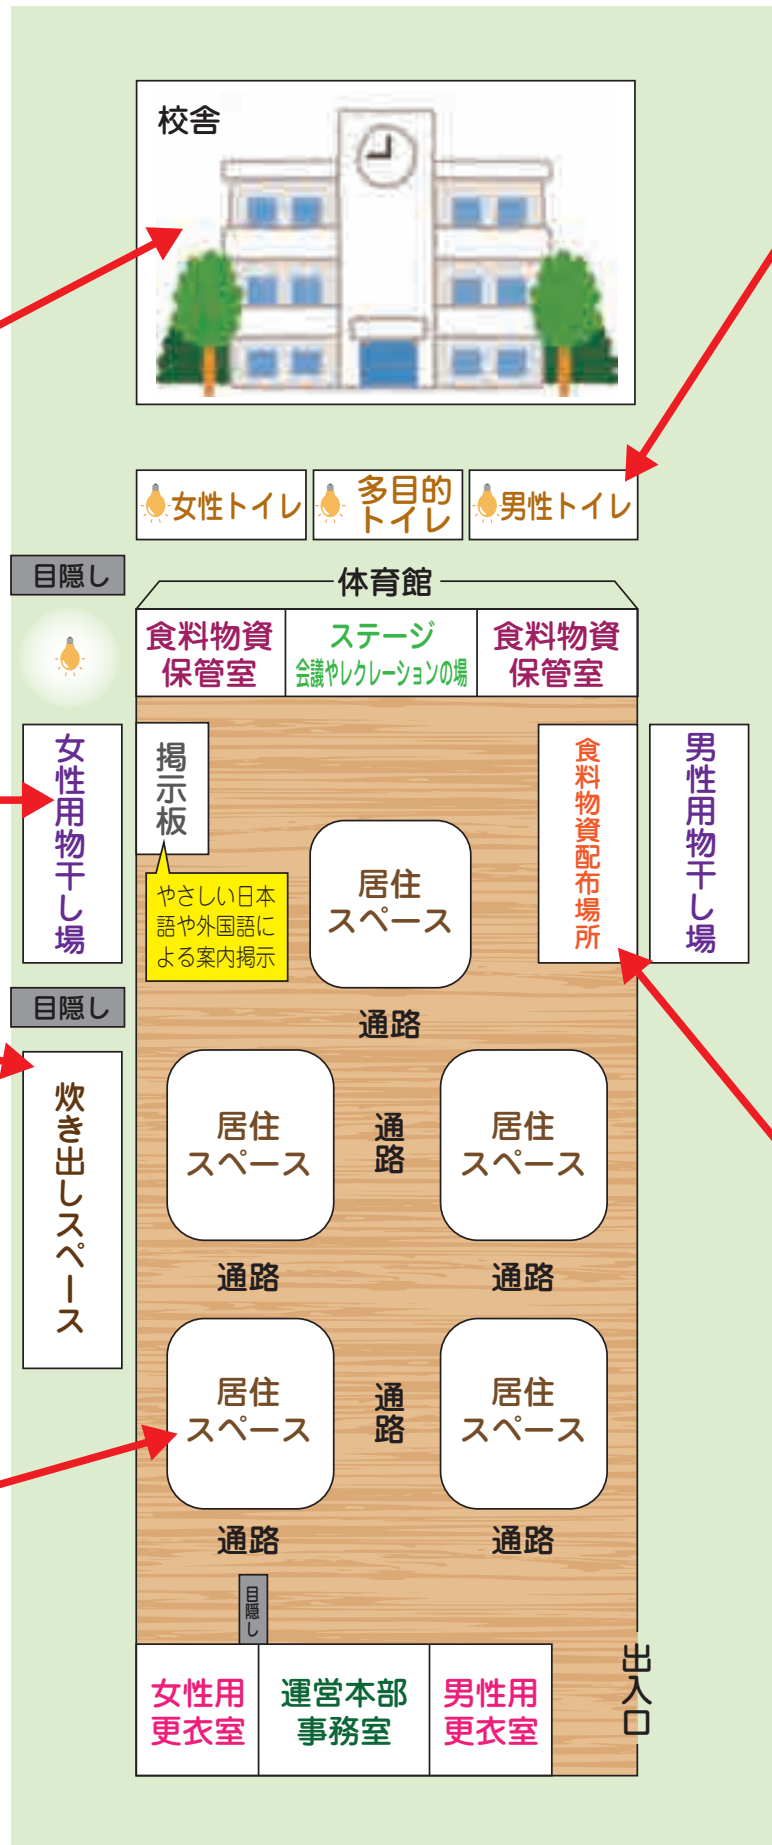 校舎
女性トイレ
多目的
トイレ
男性トイレ
目隠し
体育館
食料物資
保管室
ステージ
会議やレクレーションの場
食料物資
保管室
女性用物干し場
掲示板
やさしい日本
語や外国語に
よる案内掲示
居住
スペース
食料物資配布場所
男性用物干し場
目隠し
通路
炊き出しスペース
居住
スペース
通路
居住
スペース
通路
通路
居住
スペース
通路
居住
スペース
通路
通路
目隠し
女性用
更衣室
運営本部
事務室
男性用
更衣室
出入口